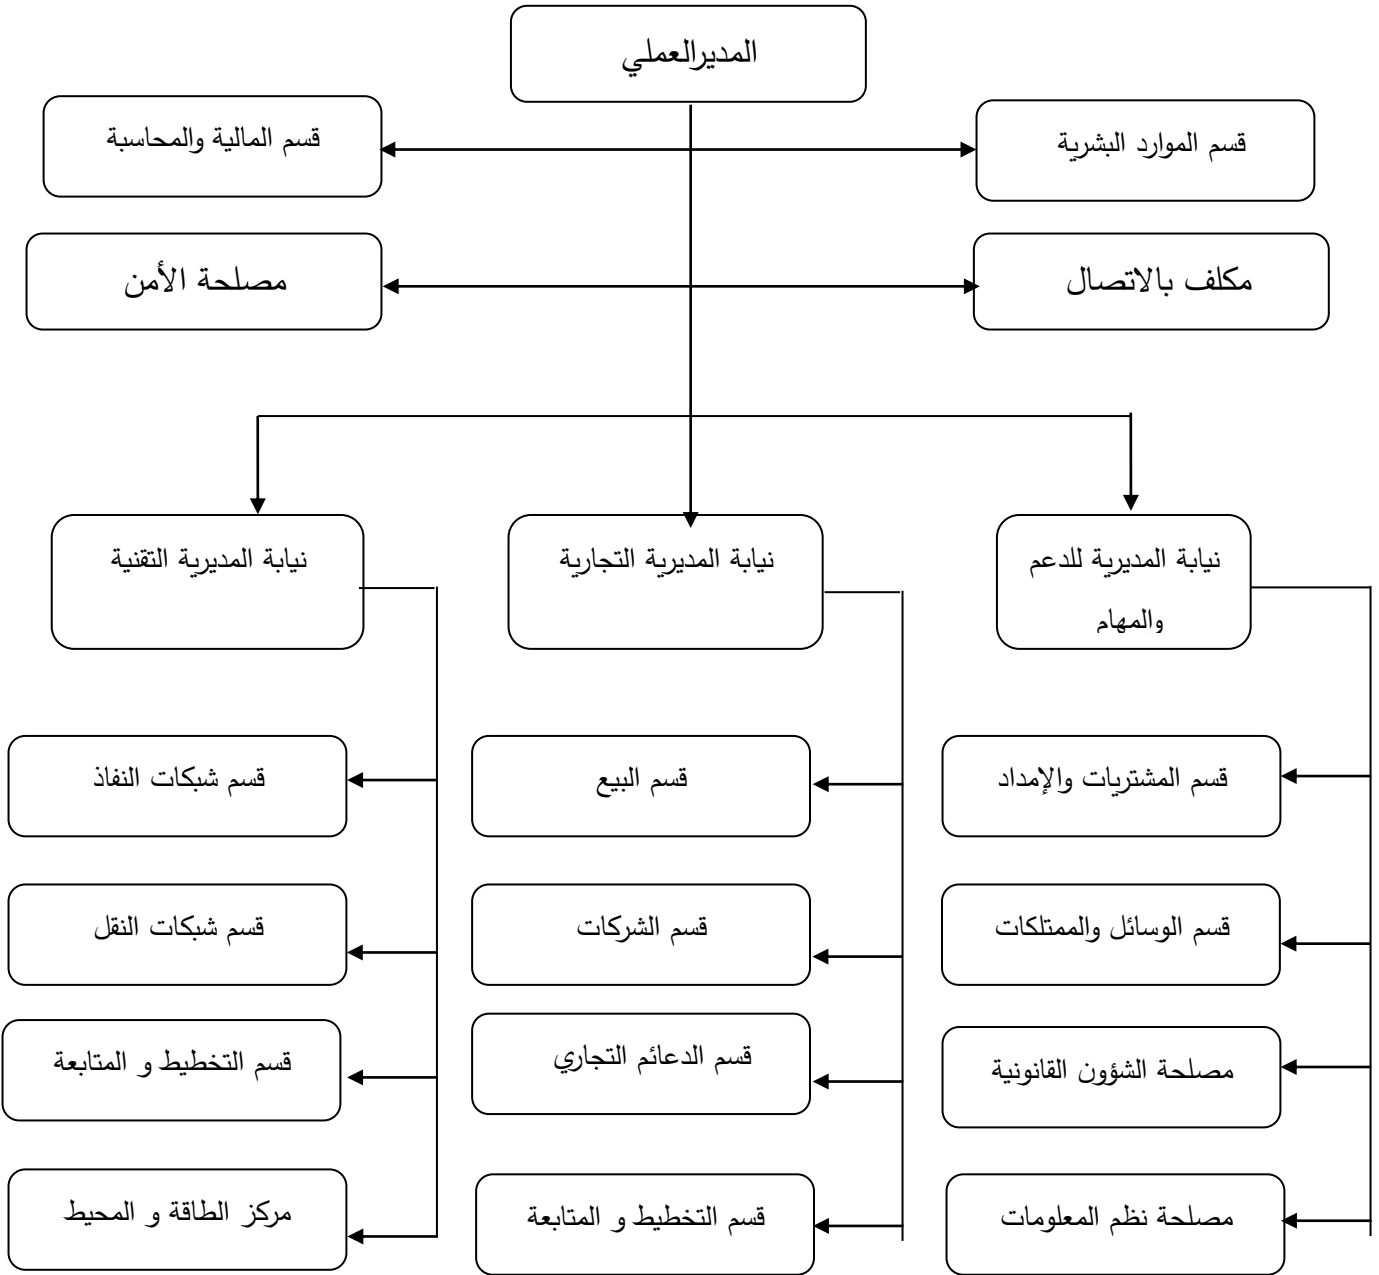 المديرالعملي
قسم الموارد البشرية
قسم المالية والمحاسبة
مكلف بالاتصال
مصلحة الأمن
نيابة المديرية للدعم
والمهام
نيابة المديرية التجارية
نيابة المديرية التقنية
قسم المشتريات والإمداد
قسم البيع
قسم شبكات النفاذ
قسم الوسائل والممتلكات
قسم الشركات
قسم شبكات النقل
مصلحة الشؤون القانونية
قسم الدعائم التجاري
قسم التخطيط و المتابعة
مصلحة نظم المعلومات
قسم التخطيط و المتابعة
مركز الطاقة و المحيط